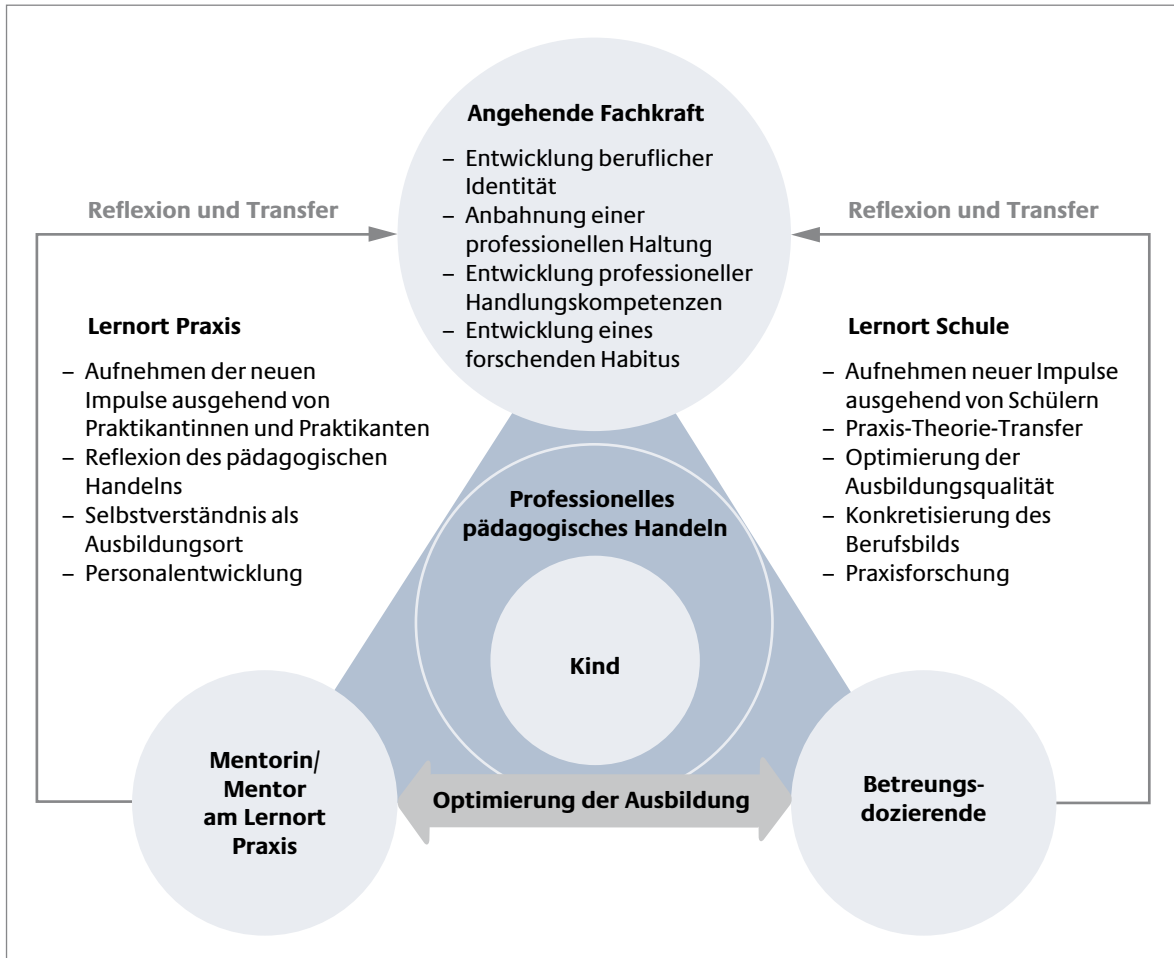 Angehende Fachkraft
– Entwicklung beruflicher
Identität
– Anbahnung einer
professionellen Haltung
– Entwicklung professioneller
Handlungskompetenzen
– Entwicklung eines
forschenden Habitus
Reflexion und Transfer
Reflexion und Transfer
Lernort Praxis
– Aufnehmen der neuen
Impulse ausgehend von
Praktikantinnen und Praktikanten
– Reflexion des pädagogischen
Handelns
– Selbstverständnis als
Ausbildungsort
– Personalentwicklung
Lernort Schule
– Aufnehmen neuer Impulse
ausgehend von Schülern
– Praxis-Theorie-Transfer
– Optimierung der
Ausbildungsqualität
– Konkretisierung des
Berufsbilds
– Praxisforschung
Professionelles
pädagogisches Handeln
Kind
Mentorin/
Mentor
am Lernort
Praxis
Optimierung der Ausbildung
Betreungs-
dozierende